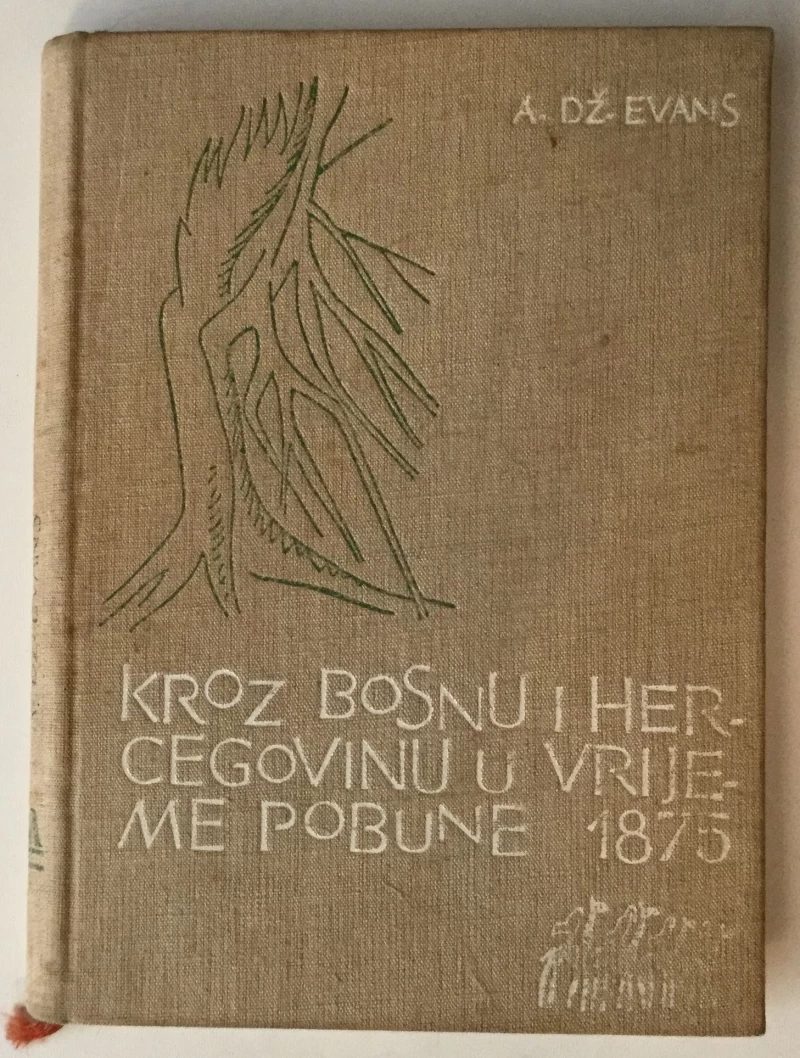 A. DŽ. EVANS
KROZ BOSNU I HER-
CEGOVINU U VRIJE-
ME POBUNE 1875